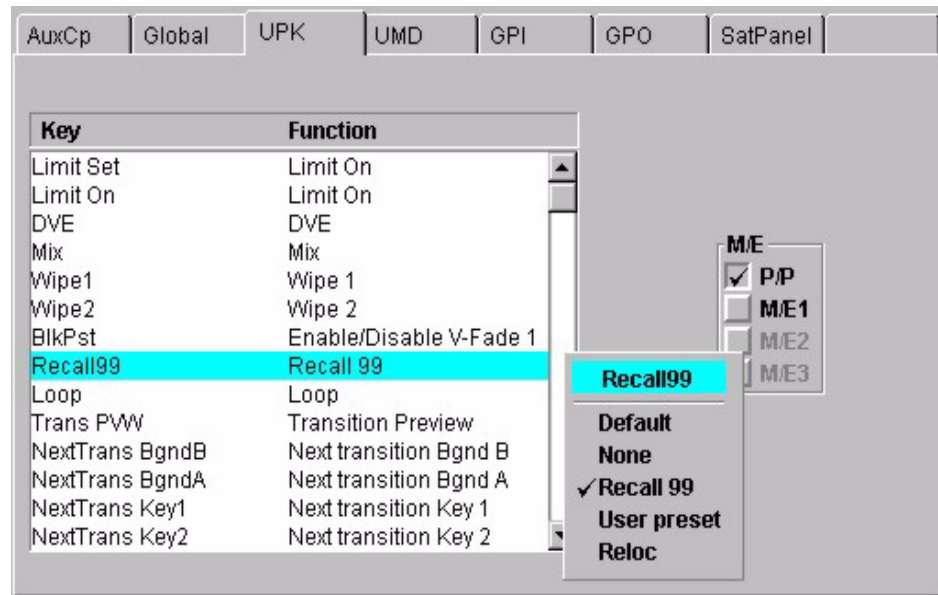 AuxCp Global UPK UMD GPI GPO SatPanel
Key Function
Limit Set Limit On
Limit On Limit On
DVE DVE
Mix Mix
Wipe1 Wipe 1
Wipe2 Wipe 2
BlkPst Enable/Disable V-Fade 1
Recall99 Recall 99
Loop Loop
Trans PVW Transition Preview
NextTrans BgndB Next transition Bgnd B
NextTrans BgndA Next transition Bgnd A
NextTrans Key1 Next transition Key 1
NextTrans Key2 Next transition Key 2
M/E
P/P
M/E1
M/E2
M/E3
Recall99
Default
None
Recall 99
User preset
Reloc